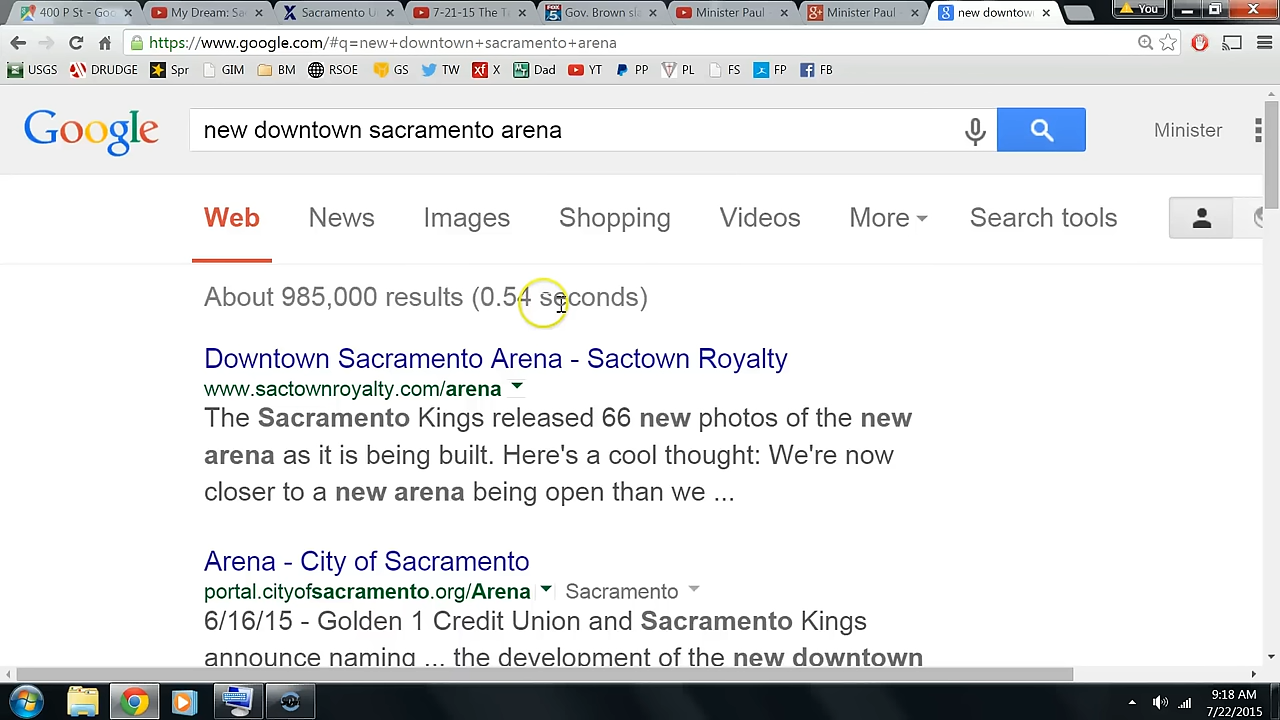 400 P St - Goo
My Dream: Sac
Sacramento U
7-21-15 The T
Gov. Brown sl
Minister Paul
Minister Paul
new downtown
You
https://www.google.com/#q=new+downtown+sacramento+arena
USGS DRUDGE Spr GIM BM RSOE GS TW X Dad YT PP PL FS FP FB
Google
new downtown sacramento arena
Minister
Web News Images Shopping Videos More Search tools
About 985,000 results (0.54 seconds)
Downtown Sacramento Arena - Sactown Royalty
www.sactownroyalty.com/arena
The Sacramento Kings released 66 new photos of the new
arena as it is being built. Here's a cool thought: We're now
closer to a new arena being open than we ...
Arena - City of Sacramento
portal.cityofsacramento.org/Arena Sacramento
6/16/15 - Golden 1 Credit Union and Sacramento Kings
announce naming ... the development of the new downtown
9:18 AM
7/22/2015